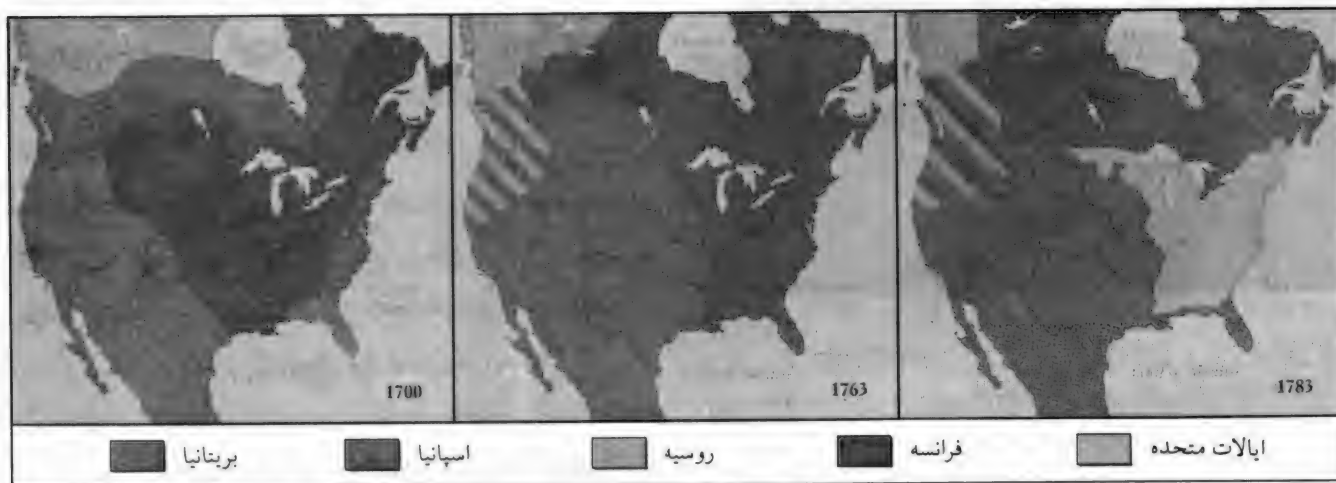 1700
1763
1783
ایالات متحده
فرانسه
روسیه
اسپانیا
بریتانیا